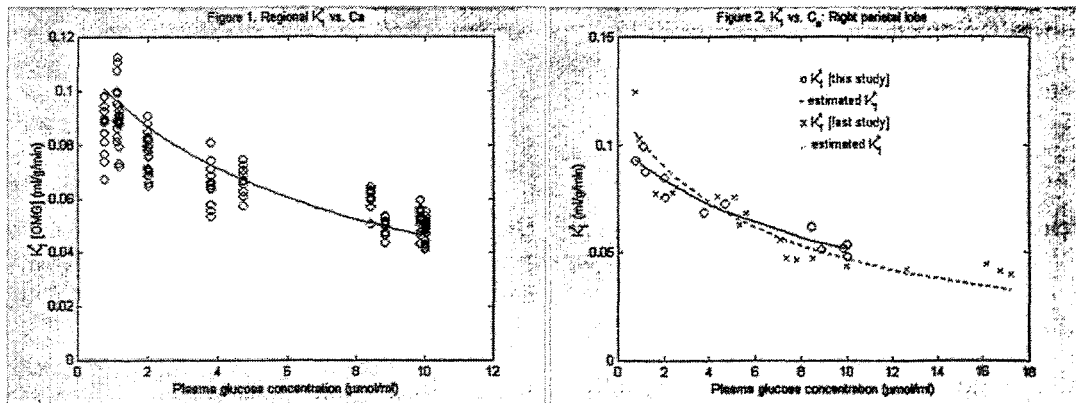 Figure 1. Regional K₁* vs. Ca
0.12
0.1
0.08
0.06
0.04
0.02
0
K₁* [OMG] (ml/g/min)
0 2 4 6 8 10 12
Plasma glucose concentration (µmol/ml)
Figure 2. K₁* vs. Cₐ: Right parietal lobe
0.15
0.1
0.05
0
K₁* (ml/g/min)
o K₁* [this study]
- estimated K₁*
× K₁* [last study]
.. estimated K₁*
0 2 4 6 8 10 12 14 16 18
Plasma glucose concentration (µmol/ml)